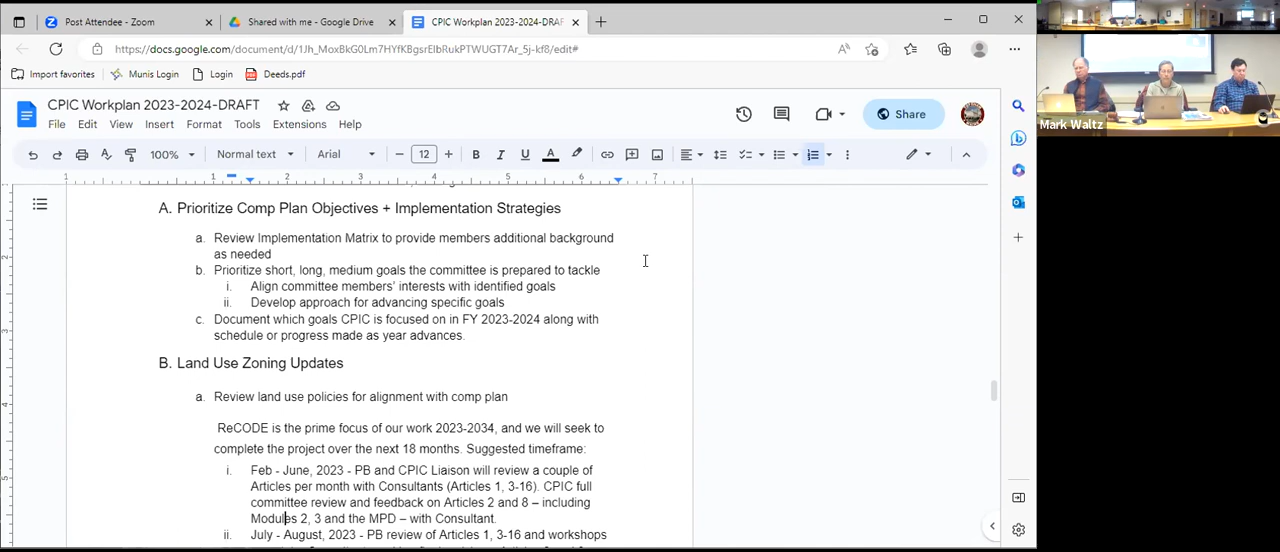 Post Attendee - Zoom
Shared with me - Google Drive
CPIC Workplan 2023-2024-DRAF
https://docs.google.com/document/d/1Jh_MoxBkG0Lm7HYfKBgsrElbRukPTWUGT7Ar_5j-kf8/edit#
Import favorites
Munis Login
Login
Deeds.pdf
CPIC Workplan 2023-2024-DRAFT
File Edit View Insert Format Tools Extensions Help
Share
100% Normal text Arial 12
1 1 2 3 4 5 6 7
A. Prioritize Comp Plan Objectives + Implementation Strategies
a. Review Implementation Matrix to provide members additional background
as needed
b. Prioritize short, long, medium goals the committee is prepared to tackle
i. Align committee members' interests with identified goals
ii. Develop approach for advancing specific goals
c. Document which goals CPIC is focused on in FY 2023-2024 along with
schedule or progress made as year advances.
B. Land Use Zoning Updates
a. Review land use policies for alignment with comp plan
ReCODE is the prime focus of our work 2023-2034, and we will seek to
complete the project over the next 18 months. Suggested timeframe:
i. Feb - June, 2023 - PB and CPIC Liaison will review a couple of
Articles per month with Consultants (Articles 1, 3-16). CPIC full
committee review and feedback on Articles 2 and 8 – including
Modules 2, 3 and the MPD – with Consultant.
ii. July - August, 2023 - PB review of Articles 1, 3-16 and workshops
Mark Waltz